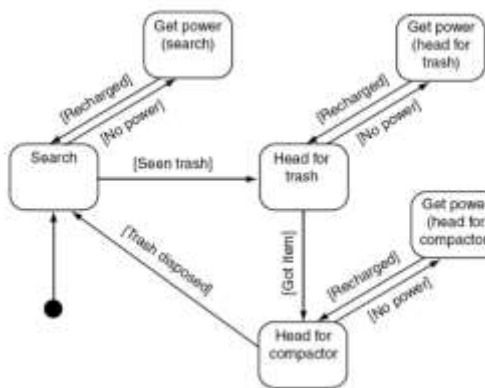 Get power
(search)
Get power
(head for
trash)
[Recharged]
[No power]
[Recharged]
[No power]
Search
[Seen trash]
Head for
trash
Get power
(head for
compactor)
[Trash disposed]
[Got item]
[Recharged]
[No power]
Head for
compactor